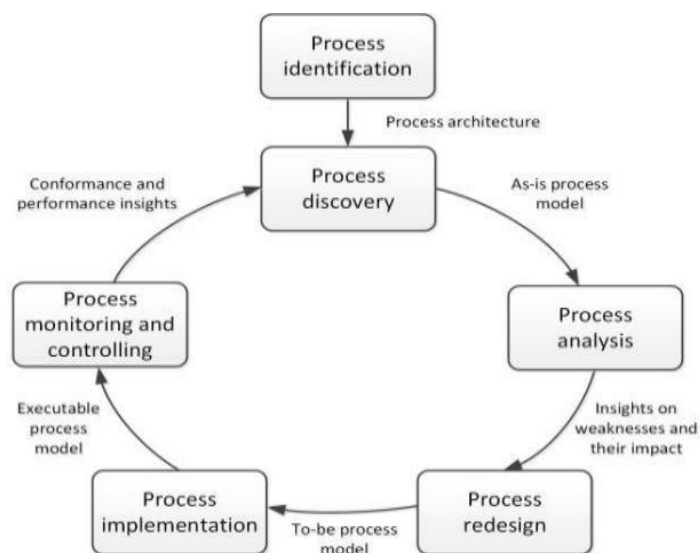 Process
identification
Process architecture
Process
discovery
As-is process
model
Process
analysis
Insights on
weaknesses and
their impact
Process
redesign
To-be process
model
Process
implementation
Executable
process
model
Process
monitoring and
controlling
Conformance and
performance insights